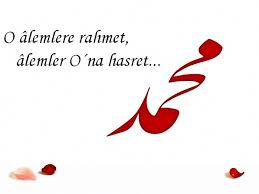 O âlemlere rahmet,
âlemler O´na hasret...
محمد